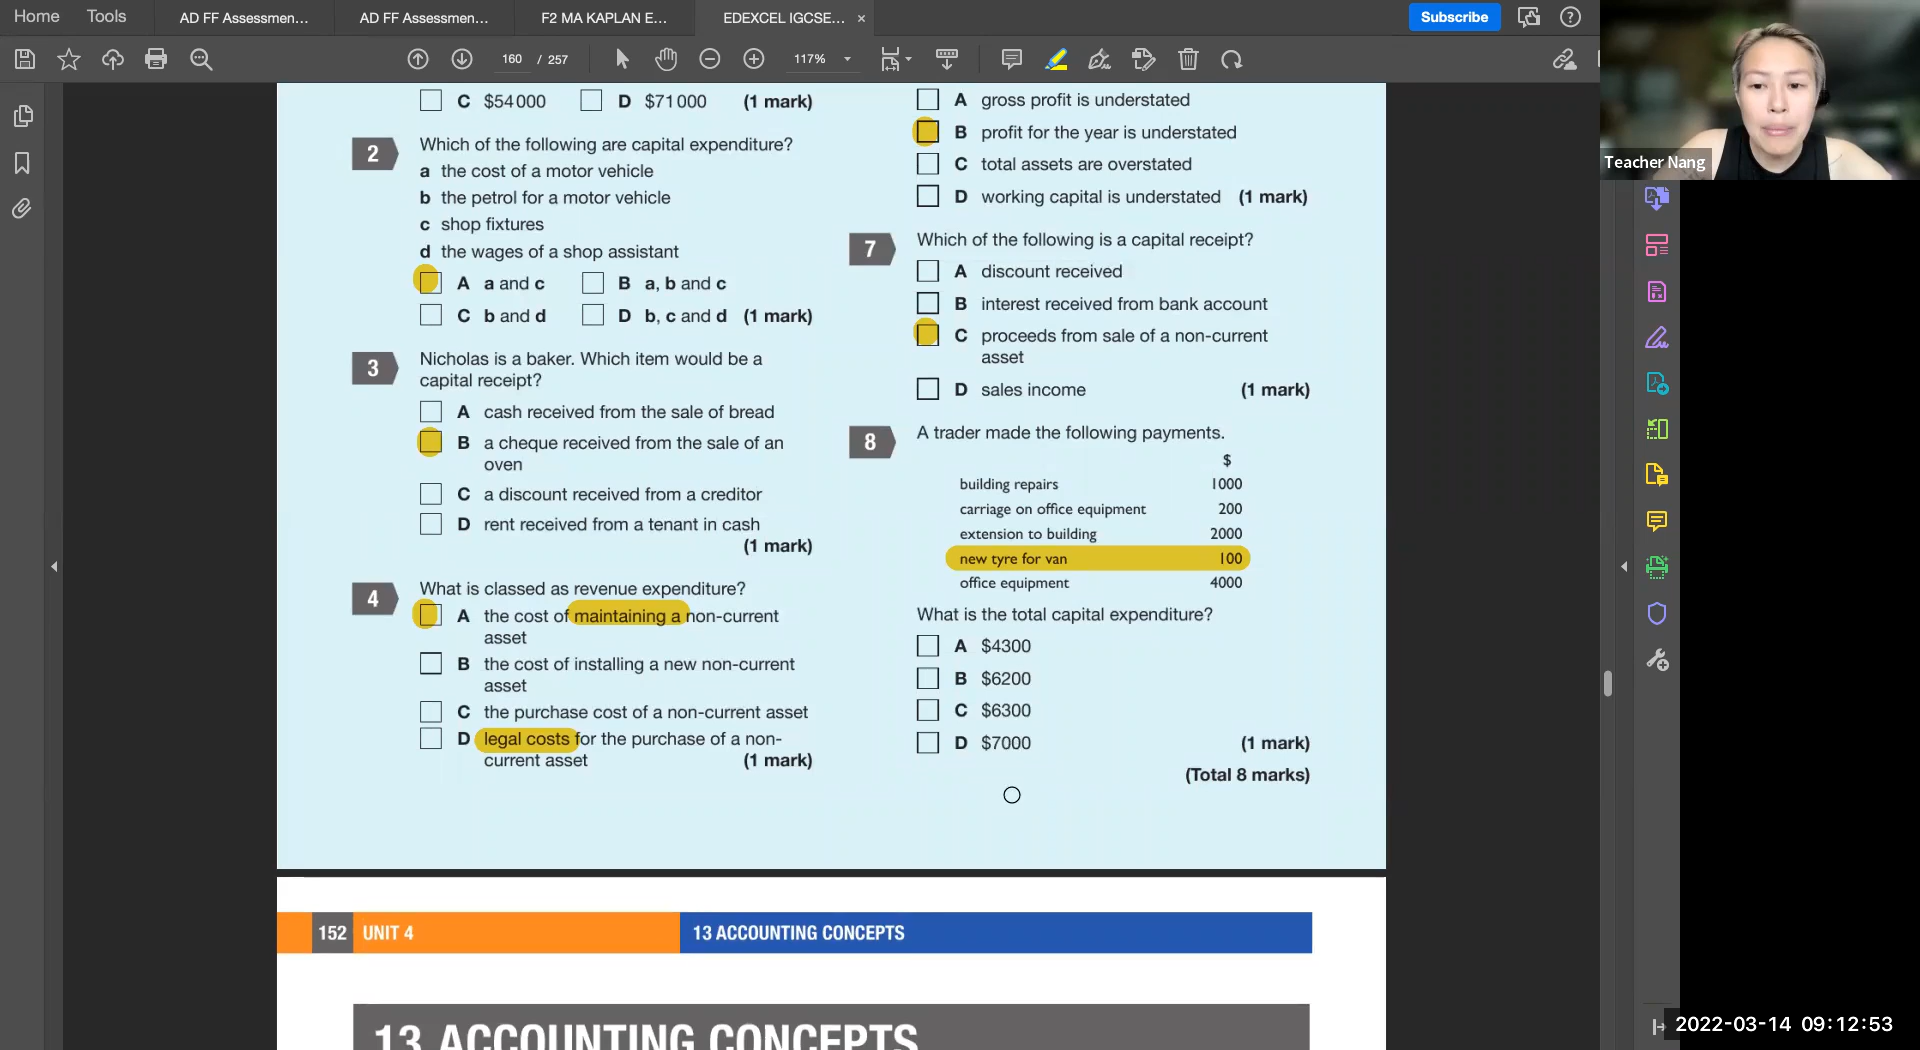 Home Tools AD FF Assessmen... AD FF Assessmen... F2 MA KAPLAN E... EDEXCEL IGCSE... × Subscribe
160 / 257 117%
Teacher Nang
C $54 000 D $71 000 (1 mark)
2 Which of the following are capital expenditure?
a the cost of a motor vehicle
b the petrol for a motor vehicle
c shop fixtures
d the wages of a shop assistant
A a and c B a, b and c
C b and d D b, c and d (1 mark)
3 Nicholas is a baker. Which item would be a
capital receipt?
A cash received from the sale of bread
B a cheque received from the sale of an
oven
C a discount received from a creditor
D rent received from a tenant in cash
(1 mark)
4 What is classed as revenue expenditure?
A the cost of maintaining a non-current
asset
B the cost of installing a new non-current
asset
C the purchase cost of a non-current asset
D legal costs for the purchase of a non-
current asset (1 mark)
A gross profit is understated
B profit for the year is understated
C total assets are overstated
D working capital is understated (1 mark)
7 Which of the following is a capital receipt?
A discount received
B interest received from bank account
C proceeds from sale of a non-current
asset
D sales income (1 mark)
8 A trader made the following payments.
$
building repairs 1000
carriage on office equipment 200
extension to building 2000
new tyre for van 100
office equipment 4000
What is the total capital expenditure?
A $4300
B $6200
C $6300
D $7000 (1 mark)
(Total 8 marks)
152 UNIT 4 13 ACCOUNTING CONCEPTS
13 ACCOUNTING CONCEPTS
2022-03-14 09:12:53